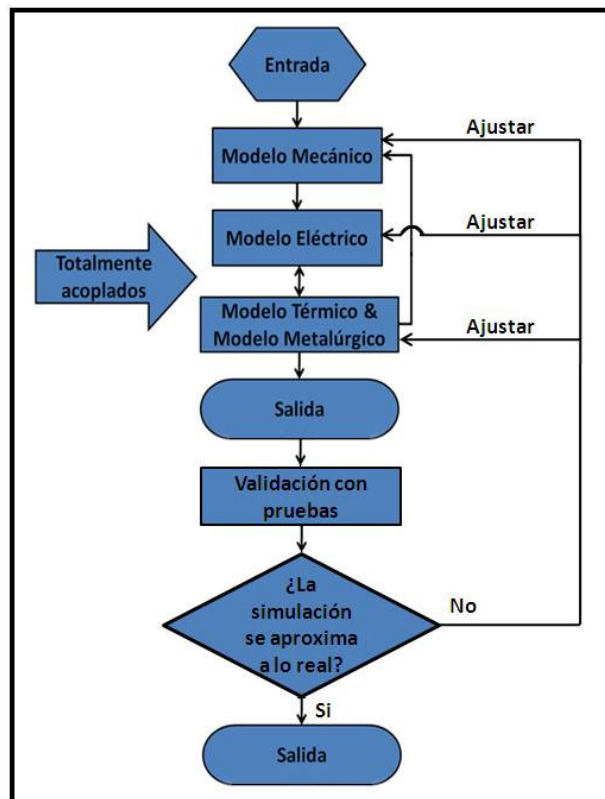 Entrada
Ajustar
Modelo Mecánico
Ajustar
Modelo Eléctrico
Totalmente
acoplados
Modelo Térmico &
Modelo Metalúrgico
Ajustar
Salida
Validación con
pruebas
¿La
simulación
se aproxima
a lo real?
No
Si
Salida